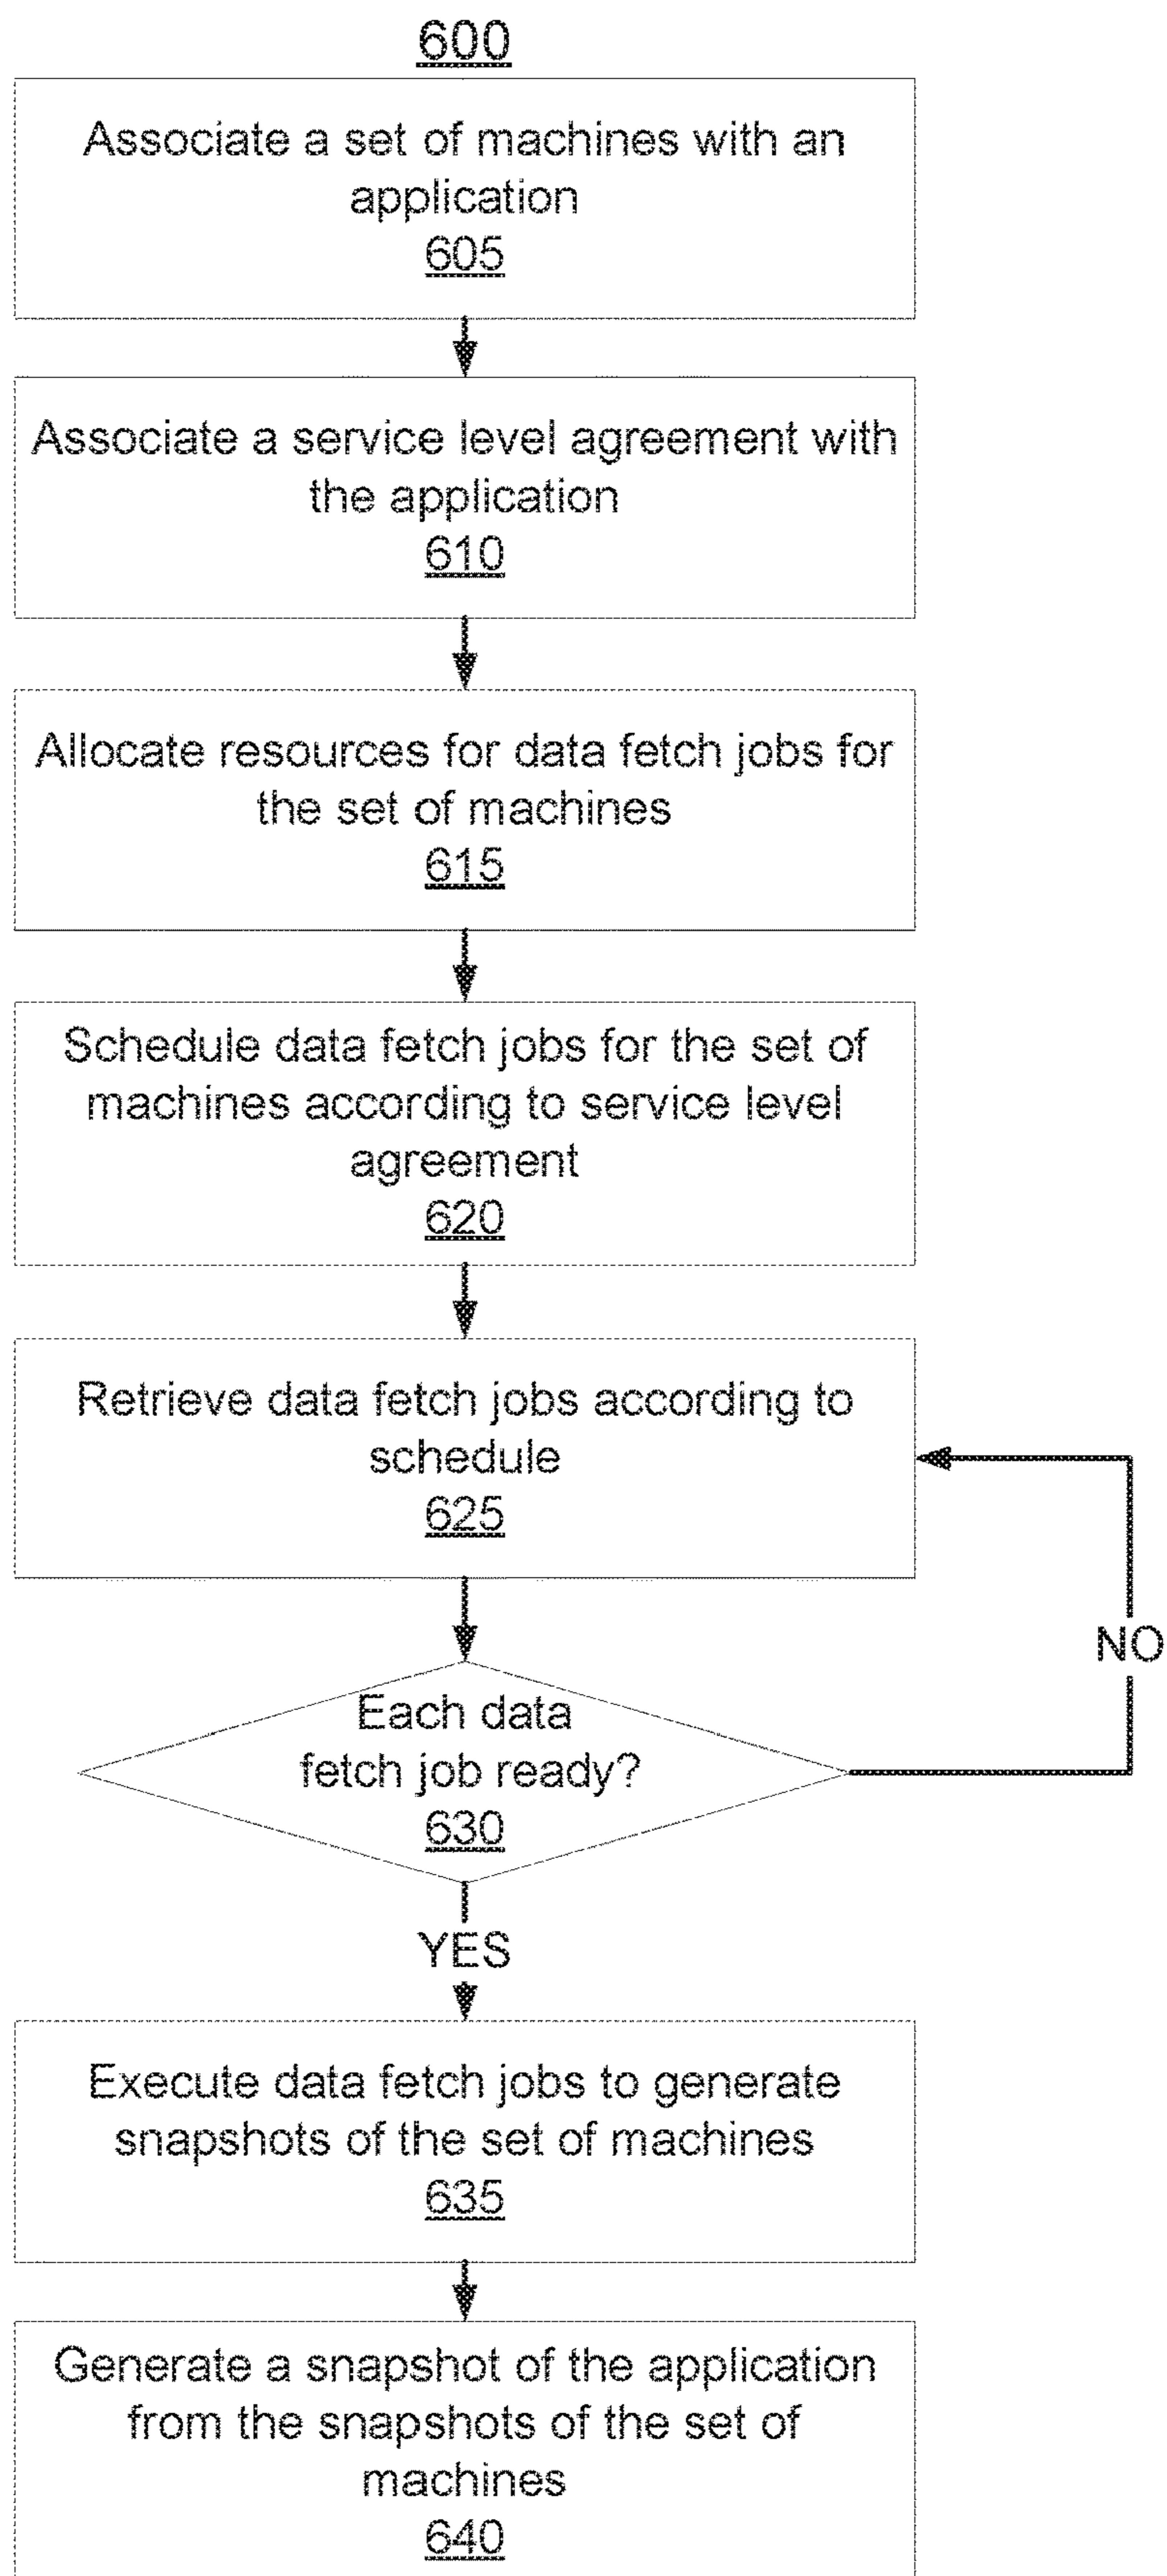 600
Associate a set of machines with an
application
605
Associate a service level agreement with
the application
610
Allocate resources for data fetch jobs for
the set of machines
615
Schedule data fetch jobs for the set of
machines according to service level
agreement
620
Retrieve data fetch jobs according to
schedule
625
NO
Each data
fetch job ready?
630
YES
Execute data fetch jobs to generate
snapshots of the set of machines
635
Generate a snapshot of the application
from the snapshots of the set of
machines
640